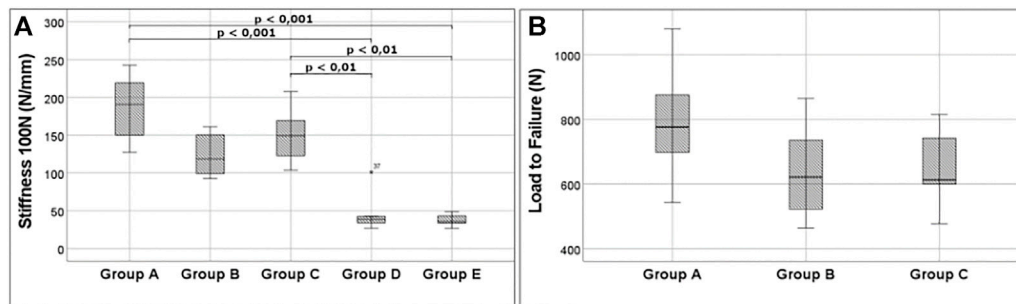 A
Stiffness 100N (N/mm)
300
250
200
150
100
50
0
p < 0,001
p < 0,001
p < 0,01
p < 0,01
37
Group A Group B Group C Group D Group E
B
Load to Failure (N)
1000
800
600
400
Group A Group B Group C